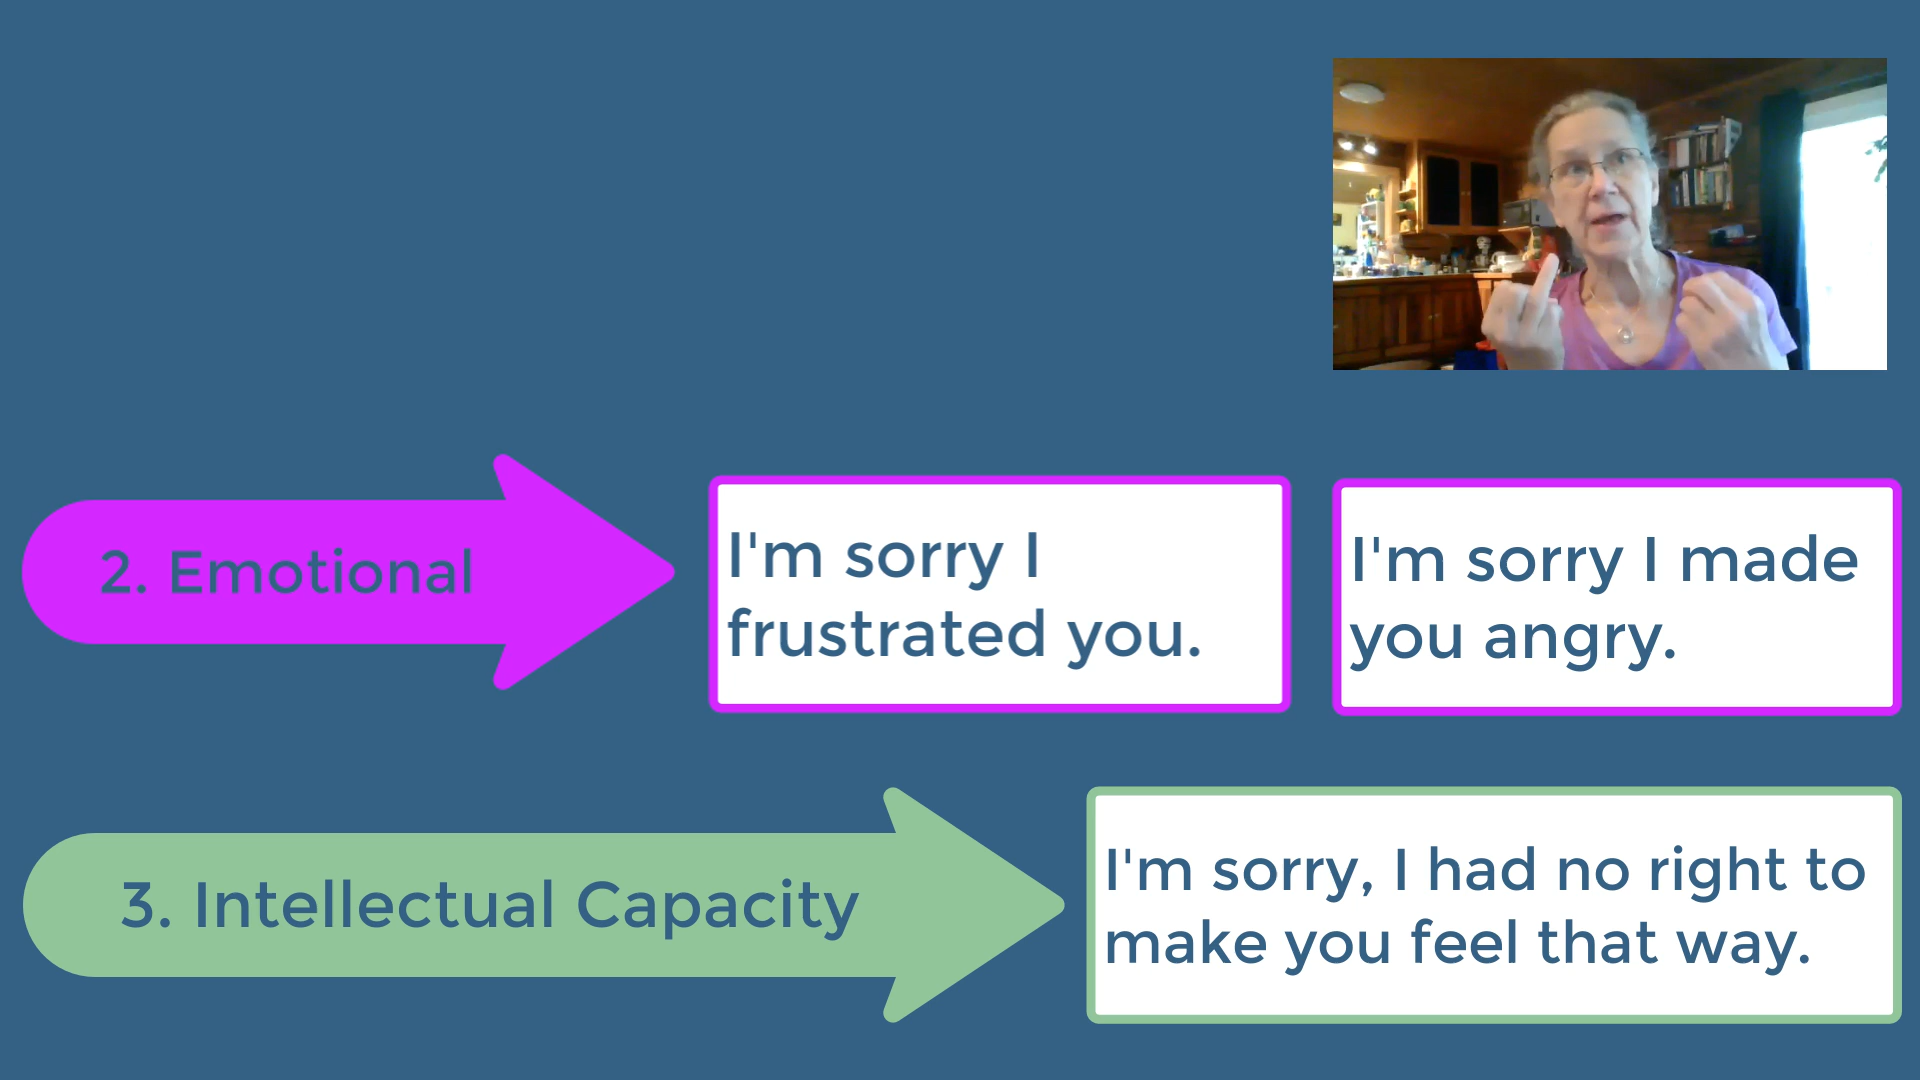 2. Emotional
I'm sorry I
frustrated you.
I'm sorry I made
you angry.
3. Intellectual Capacity
I'm sorry, I had no right to
make you feel that way.